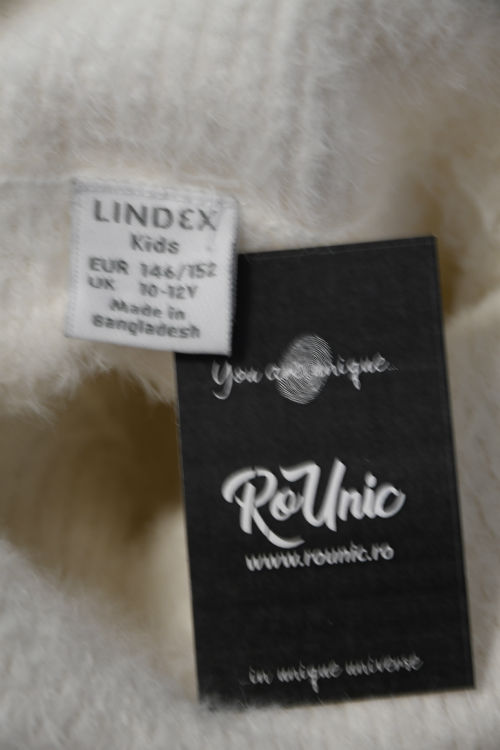 LINDEX
Kids
EUR 146/152
UK 10-12Y
Made in
Bangladesh
You are unique...
RoUnic
www.rounic.ro
...in unique universe